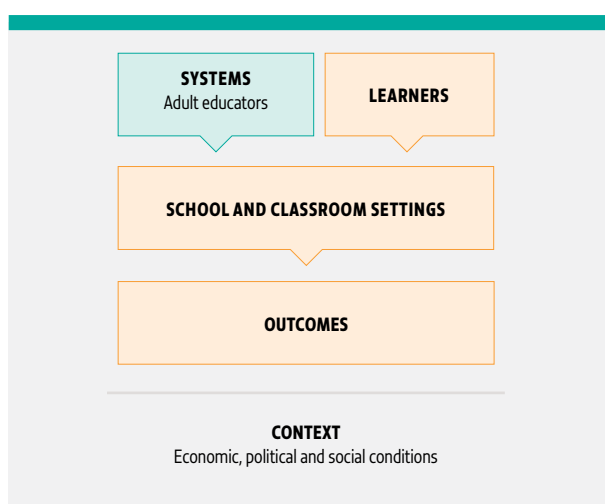 SYSTEMS
Adult educators
LEARNERS
SCHOOL AND CLASSROOM SETTINGS
OUTCOMES
CONTEXT
Economic, political and social conditions